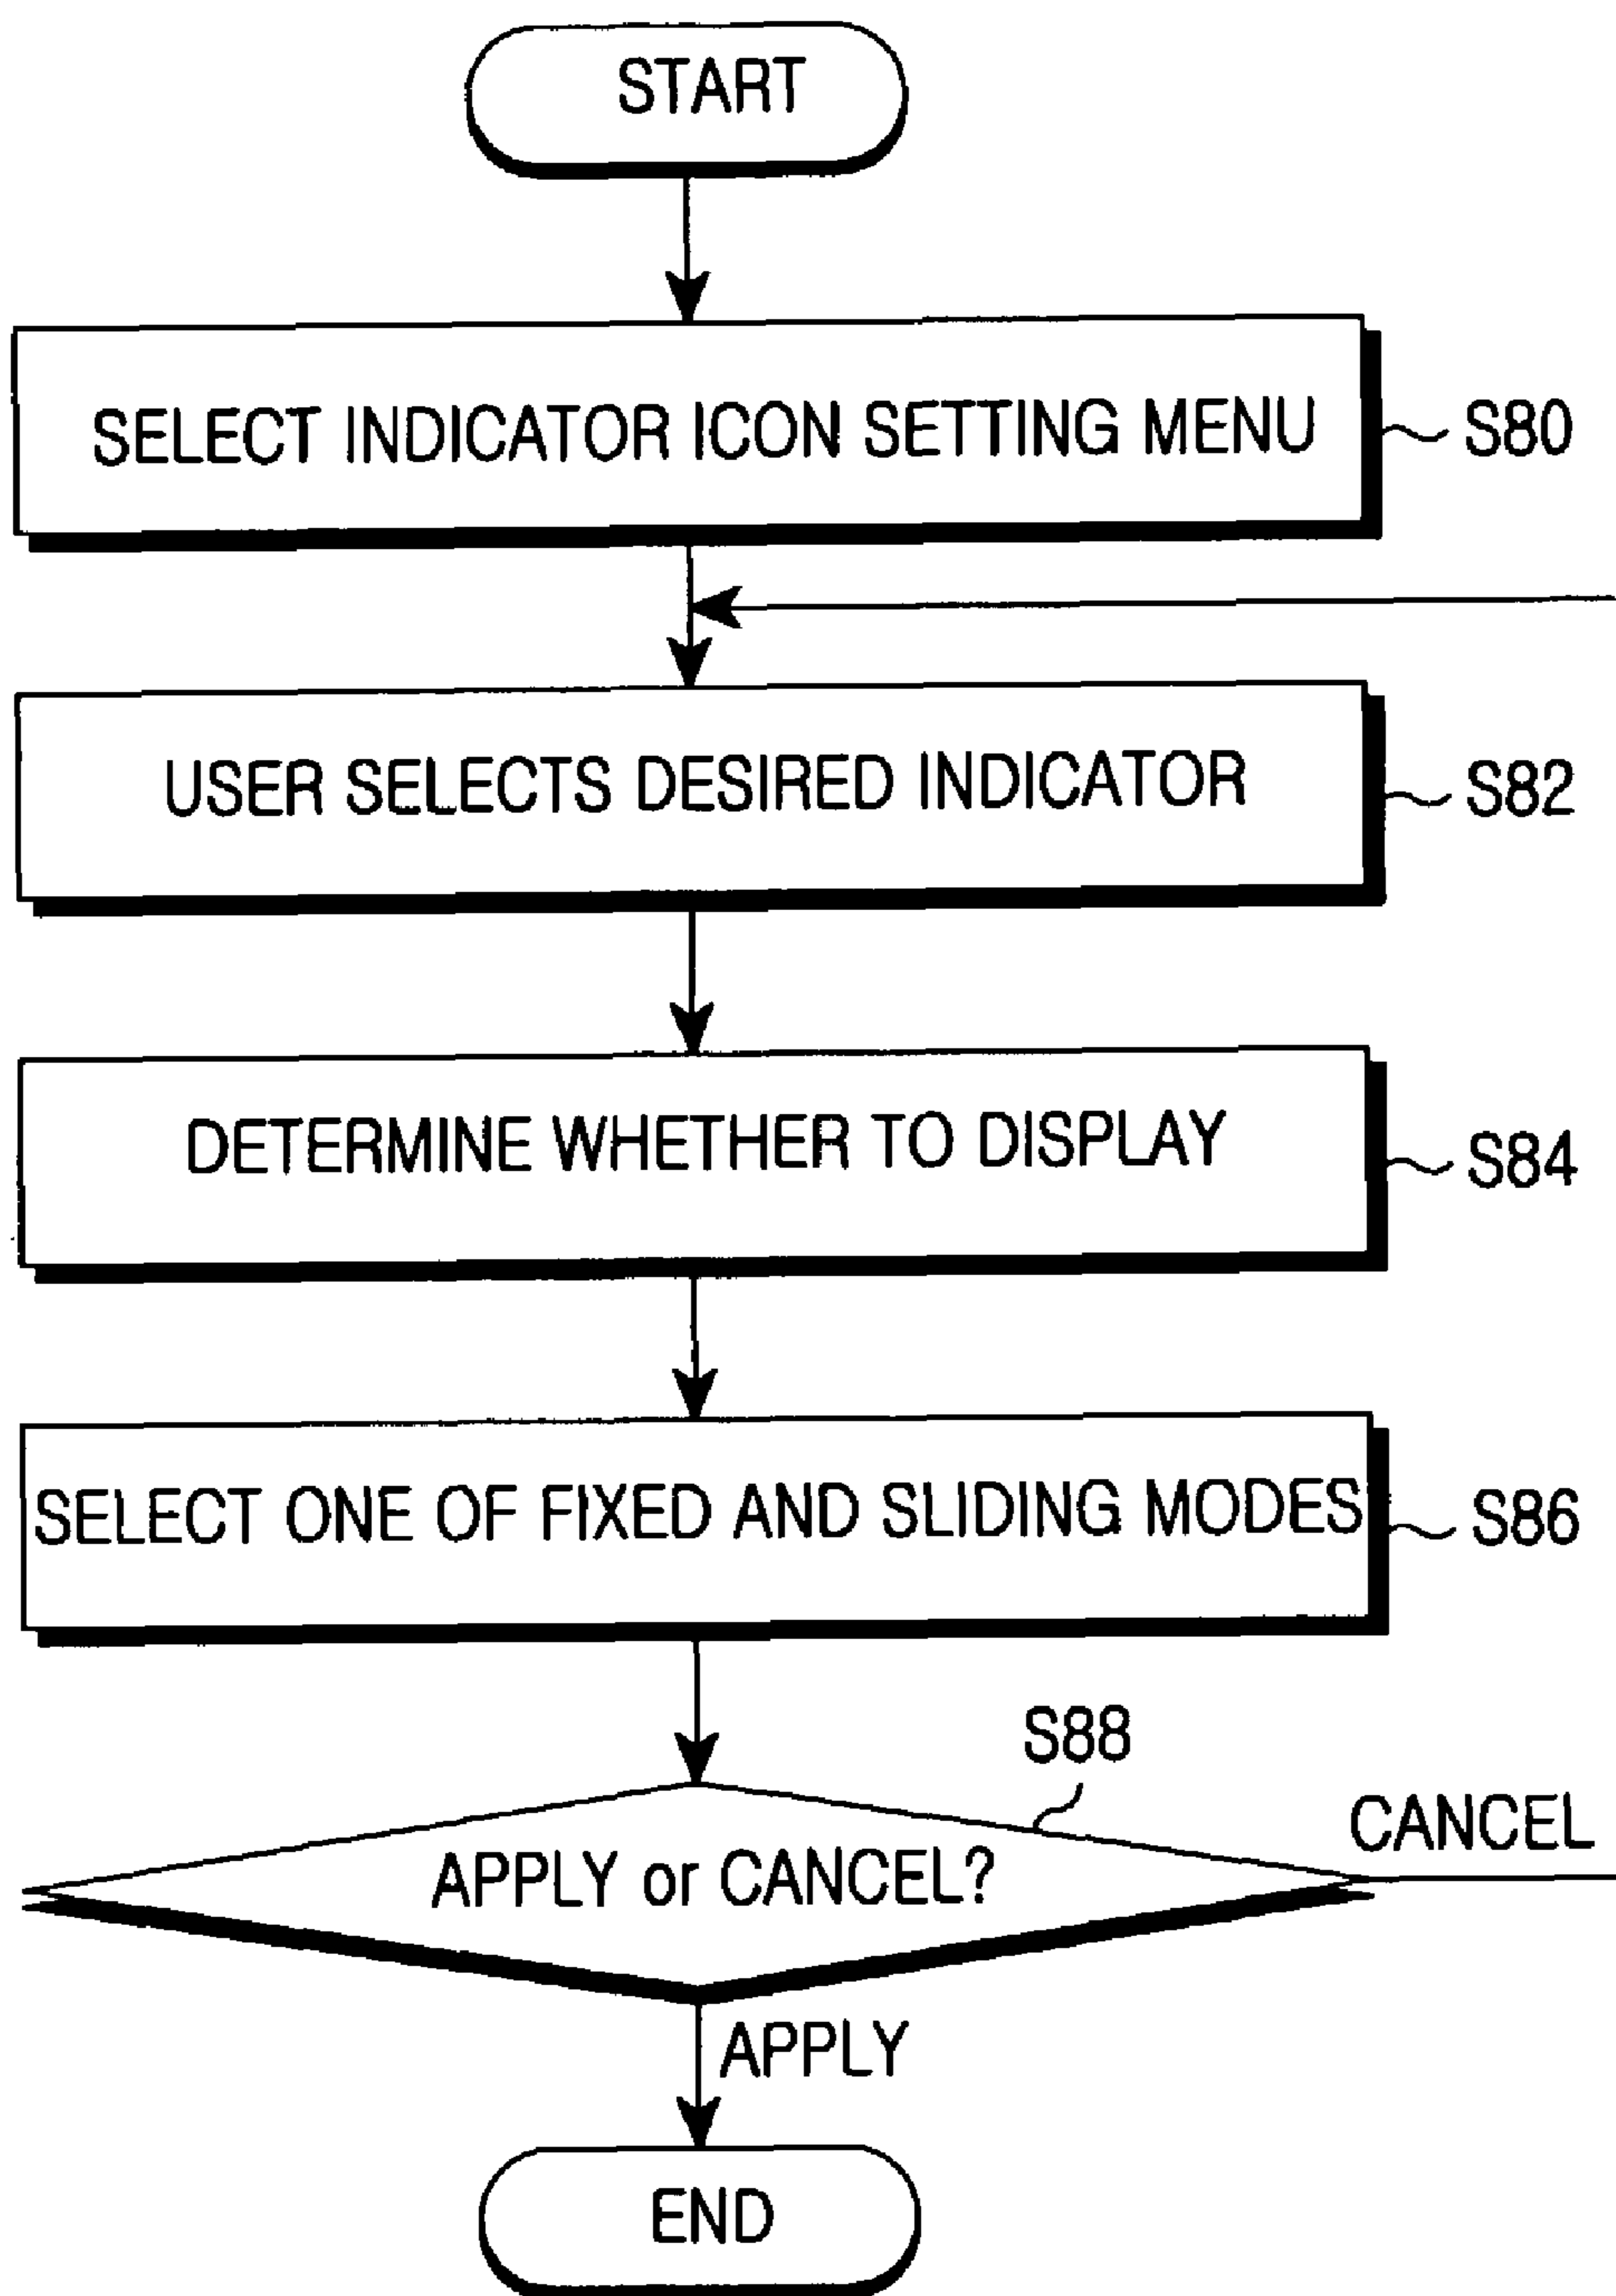 START
SELECT INDICATOR ICON SETTING MENU
S80
USER SELECTS DESIRED INDICATOR
S82
DETERMINE WHETHER TO DISPLAY
S84
SELECT ONE OF FIXED AND SLIDING MODES
S86
S88
APPLY or CANCEL?
CANCEL
APPLY
END